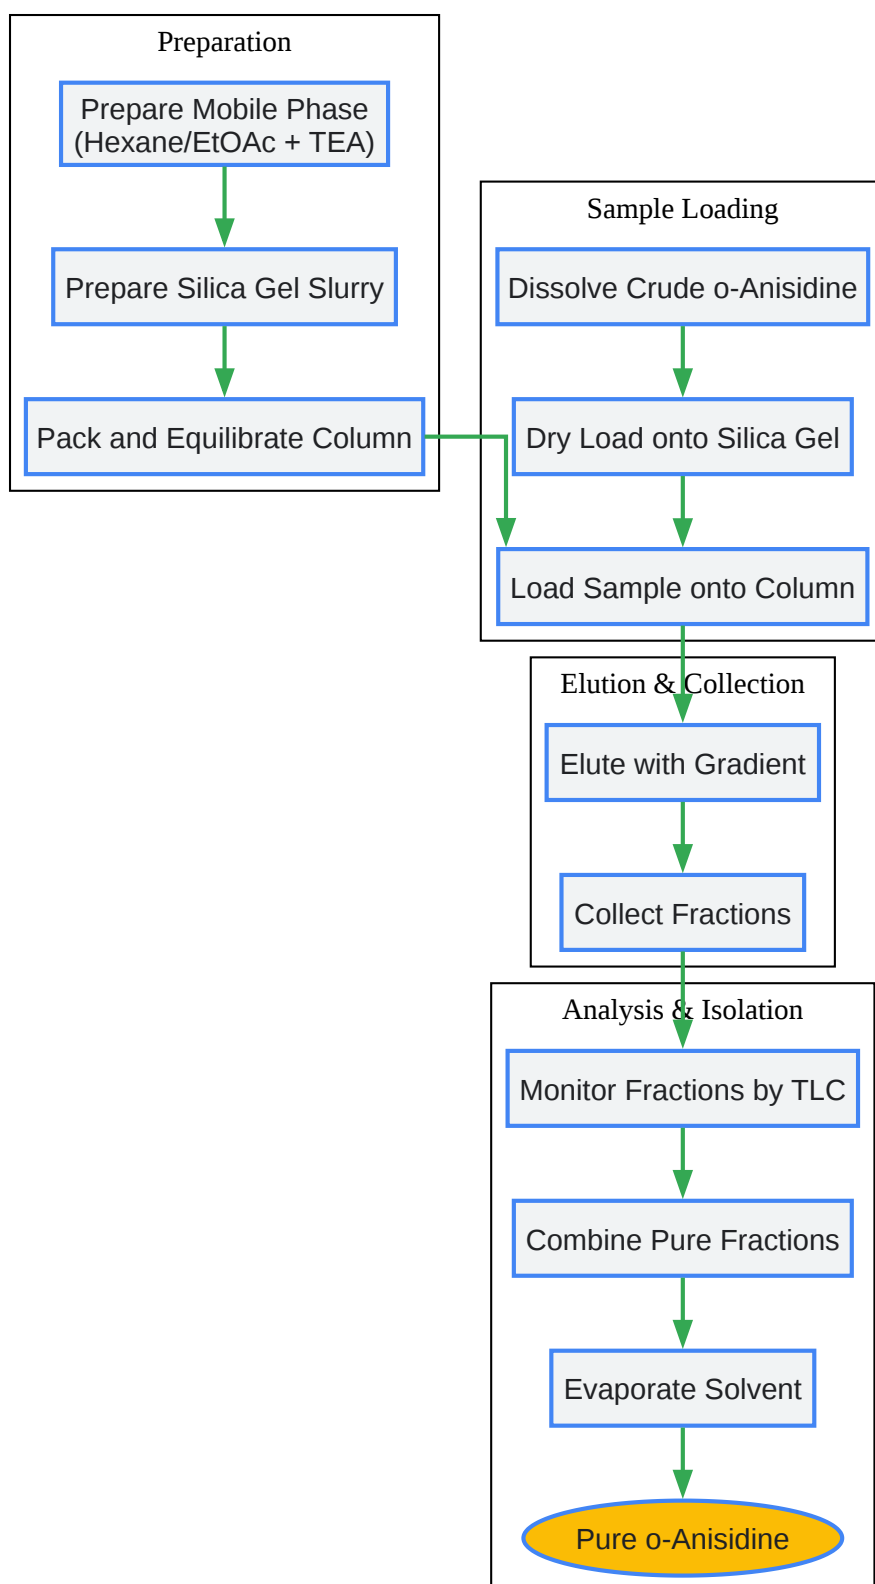 Preparation
Prepare Mobile Phase
(Hexane/EtOAc + TEA)
Prepare Silica Gel Slurry
Pack and Equilibrate Column
Sample Loading
Dissolve Crude o-Anisidine
Dry Load onto Silica Gel
Load Sample onto Column
Elution & Collection
Elute with Gradient
Collect Fractions
Analysis & Isolation
Monitor Fractions by TLC
Combine Pure Fractions
Evaporate Solvent
Pure o-Anisidine